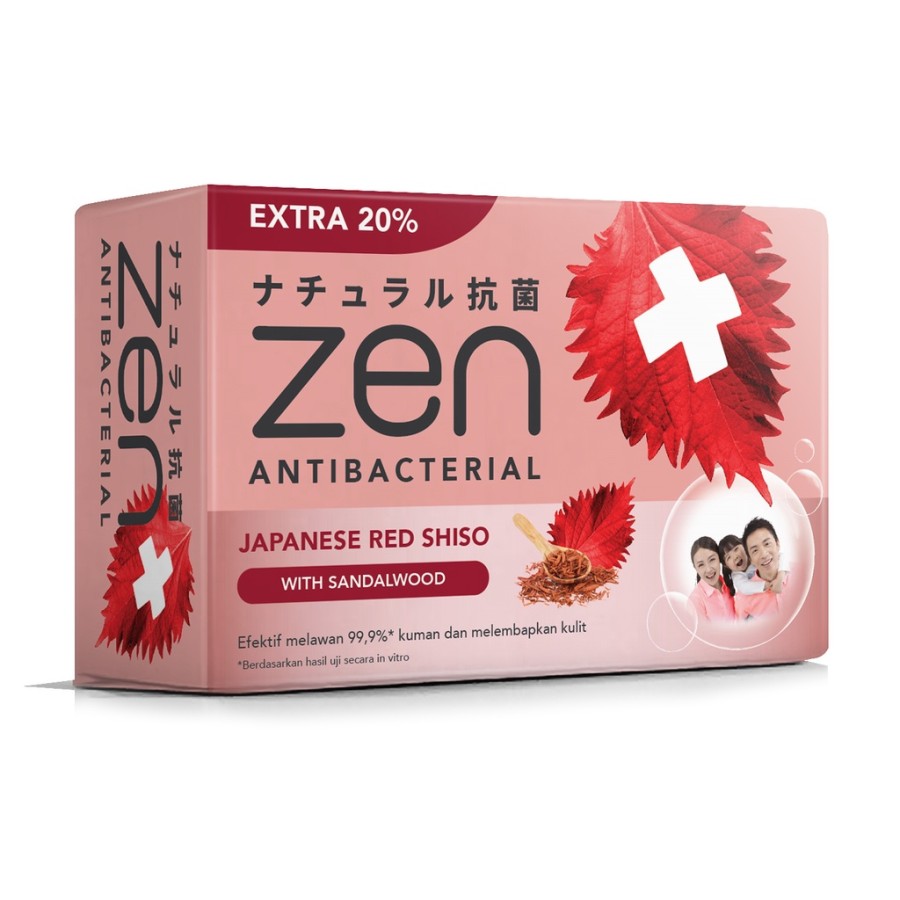 EXTRA 20%
ナチュラル抗菌
zen
ANTIBACTERIAL
JAPANESE RED SHISO
WITH SANDALWOOD
Efektif melawan 99,9%* kuman dan melembapkan kulit
*Berdasarkan hasil uji secara in vitro
ナチュラル抗菌
zen
ANTIBACTERIAL